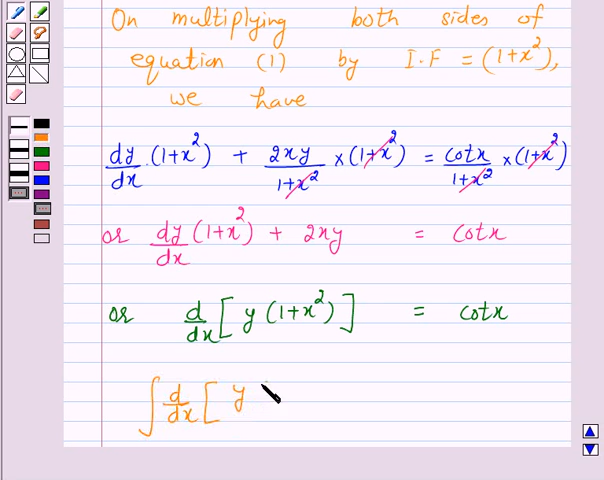 On multiplying both sides of
equation (1) by I.F = (1+x²),
we have
dy/dx . (1+x²) + 2xy/1+x² × (1+x²) = cotx/1+x² × (1+x²)
or dy/dx (1+x²) + 2xy = cotx
or d/dx [ y (1+x²) ] = cotx
∫ d/dx [ y